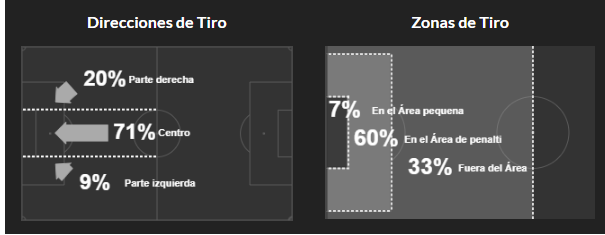 Direcciones de Tiro
20% Parte derecha
71% Centro
9% Parte izquierda
Zonas de Tiro
7% En el Área pequena
60% En el Área de penalti
33% Fuera del Área